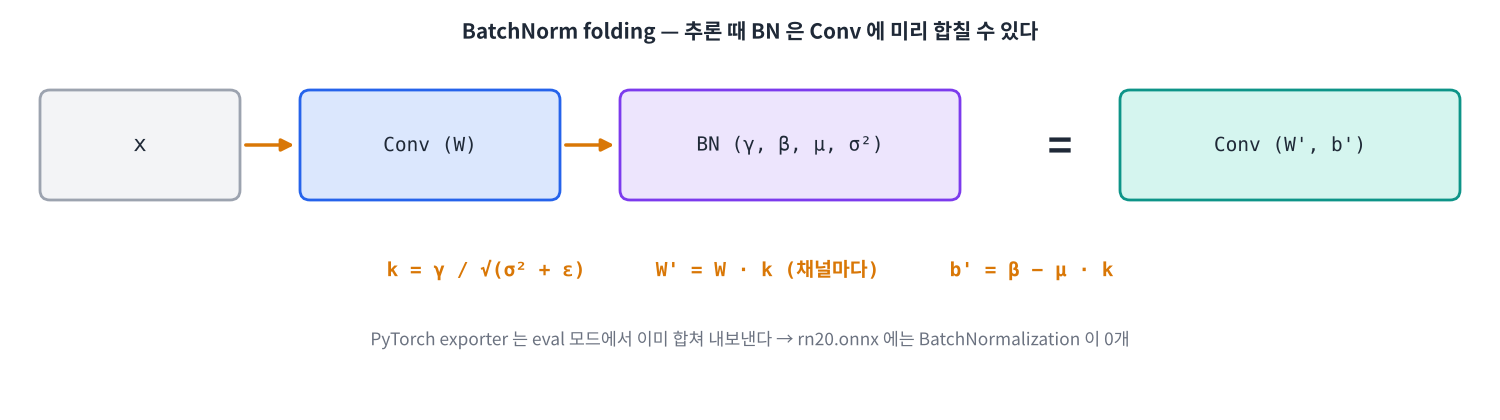 BatchNorm folding — 추론 때 BN 은 Conv 에 미리 합칠 수 있다
x
Conv (W)
BN (γ, β, μ, σ²)
=
Conv (W', b')
k = γ / √(σ² + ε)
W' = W · k (채널마다)
b' = β − μ · k
PyTorch exporter 는 eval 모드에서 이미 합쳐 내보낸다 → rn20.onnx 에는 BatchNormalization 이 0개